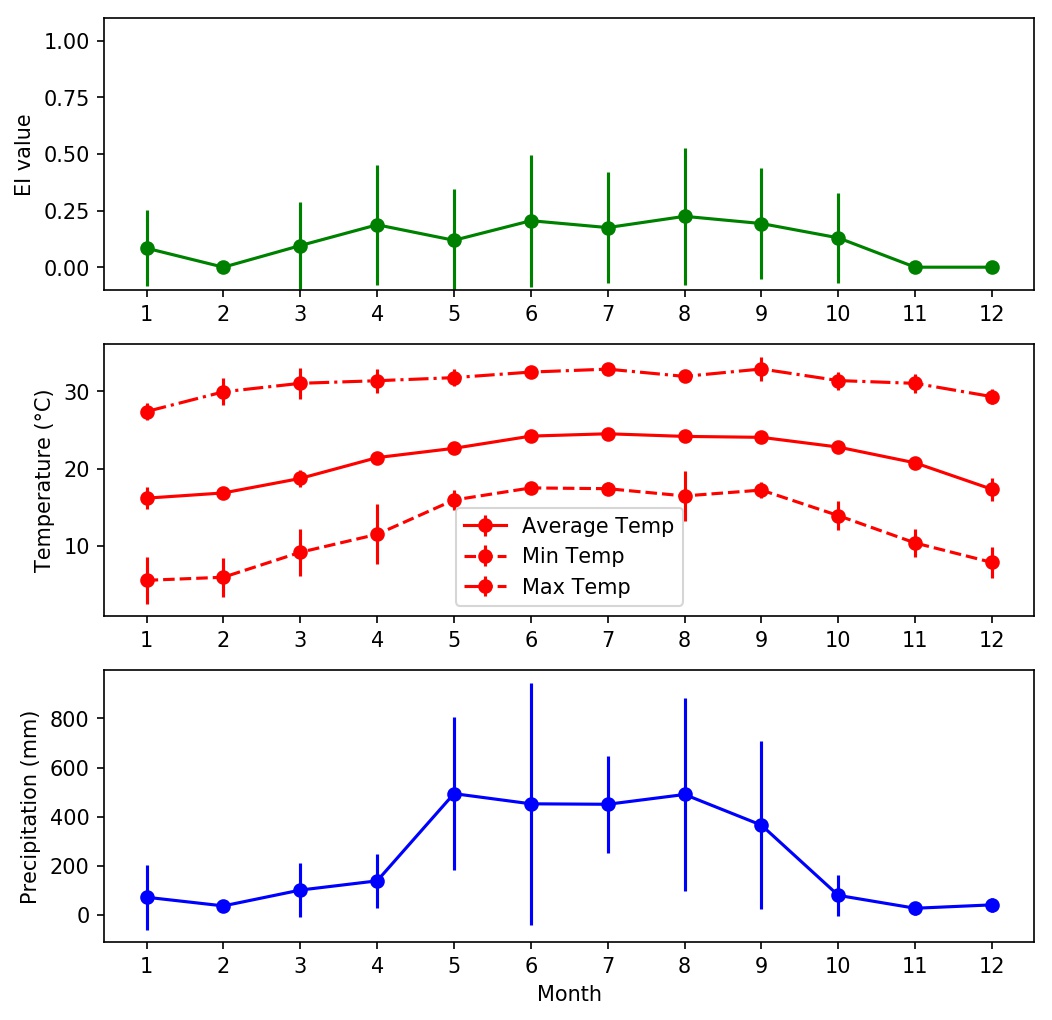 EI value
1.00
0.75
0.50
0.25
0.00
1 2 3 4 5 6 7 8 9 10 11 12
Temperature (°C)
30
20
10
Average Temp
Min Temp
Max Temp
1 2 3 4 5 6 7 8 9 10 11 12
Precipitation (mm)
800
600
400
200
0
1 2 3 4 5 6 7 8 9 10 11 12
Month